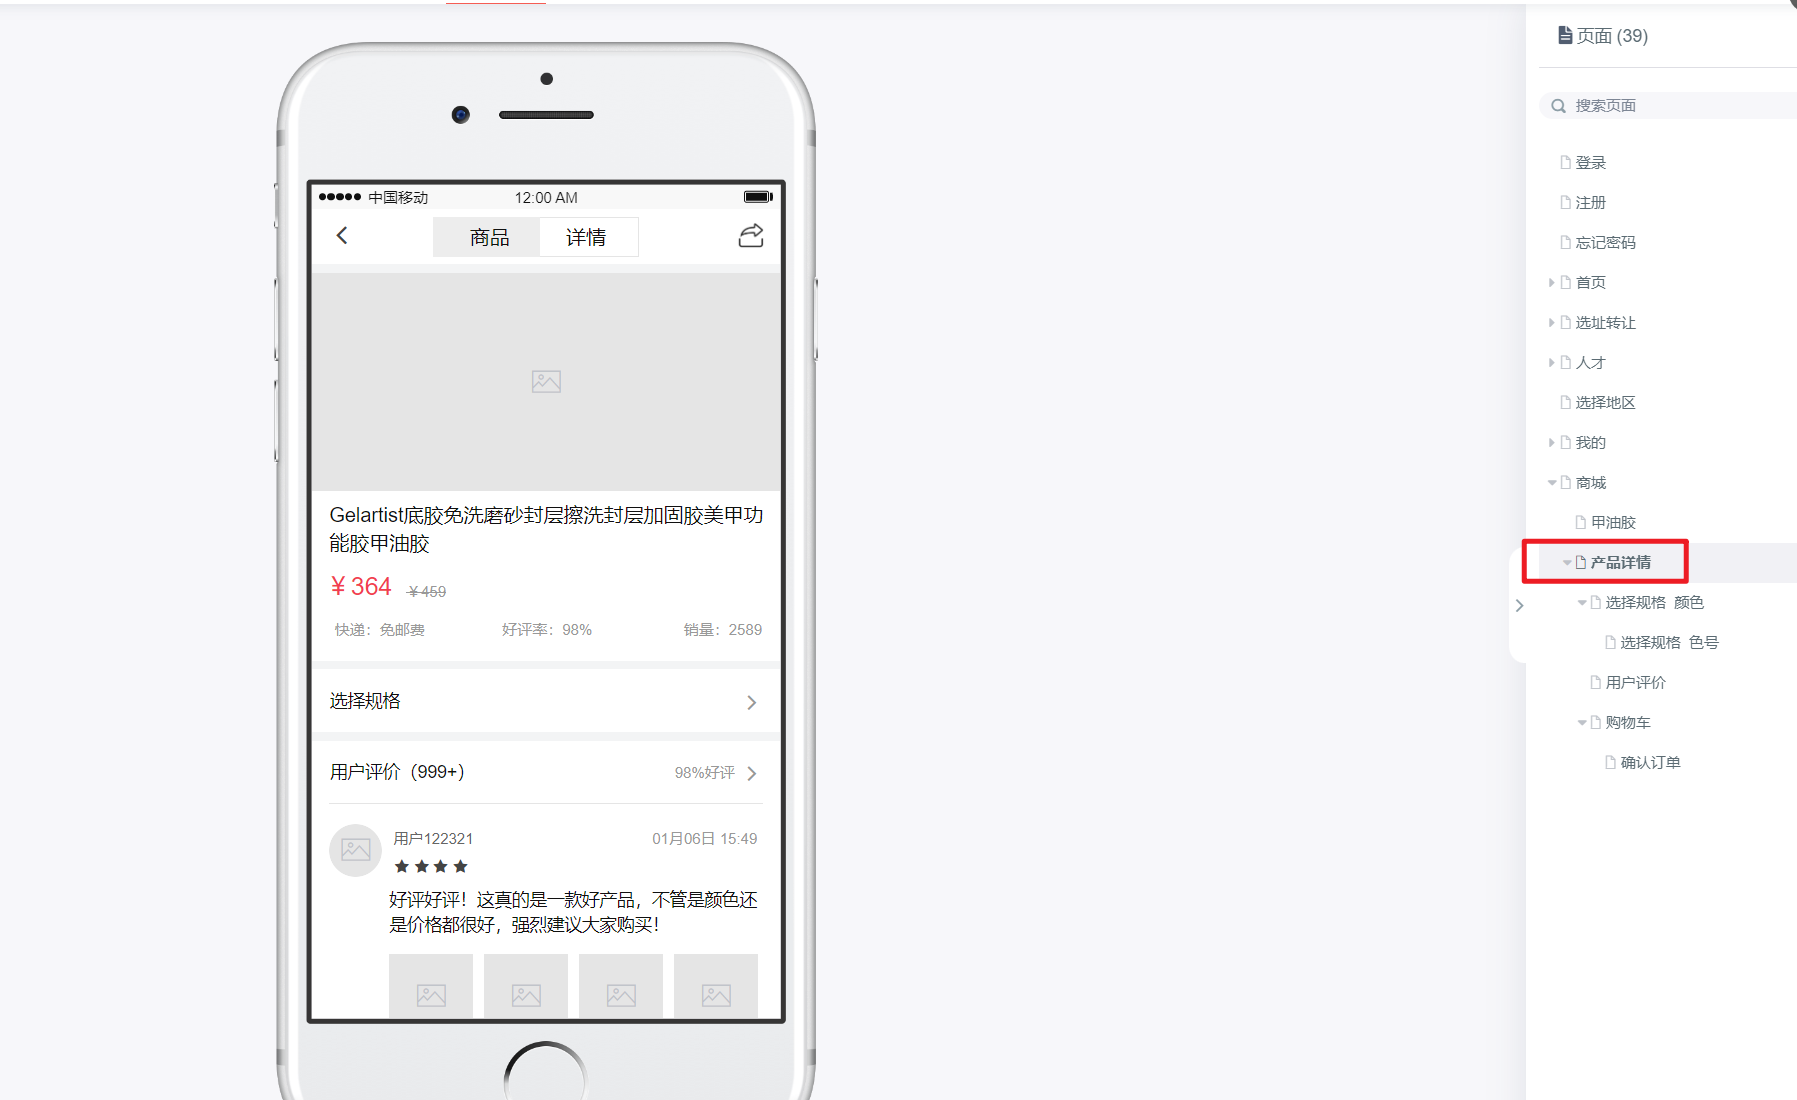 中国移动 12:00 AM
商品 详情
Gelartist底胶免洗磨砂封层擦洗封层加固胶美甲功
能胶甲油胶
¥ 364 ¥ 459
快递：免邮费 好评率：98% 销量：2589
选择规格
用户评价（999+） 98%好评
用户122321 01月06日 15:49
好评好评！这真的是一款好产品，不管是颜色还
是价格都很好，强烈建议大家购买！
页面 (39)
搜索页面
登录
注册
忘记密码
首页
选址转让
人才
选择地区
我的
商城
甲油胶
产品详情
选择规格 颜色
选择规格 色号
用户评价
购物车
确认订单